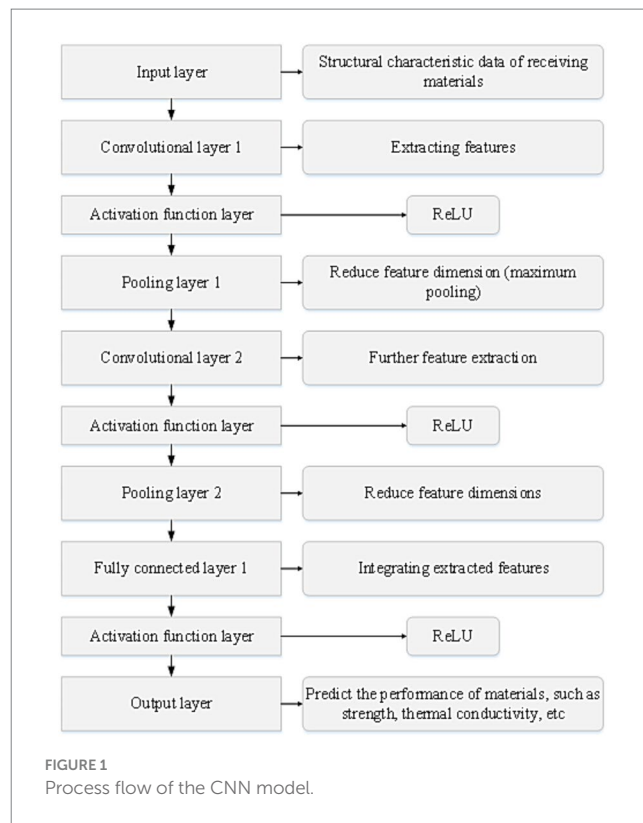 Input layer
Structural characteristic data of receiving
materials
Convolutional layer 1
Extracting features
Activation function layer
ReLU
Pooling layer 1
Reduce feature dimension (maximum
pooling)
Convolutional layer 2
Further feature extraction
Activation function layer
ReLU
Pooling layer 2
Reduce feature dimensions
Fully connected layer 1
Integrating extracted features
Activation function layer
ReLU
Output layer
Predict the performance of materials, such as
strength, thermal conductivity, etc
FIGURE 1
Process flow of the CNN model.